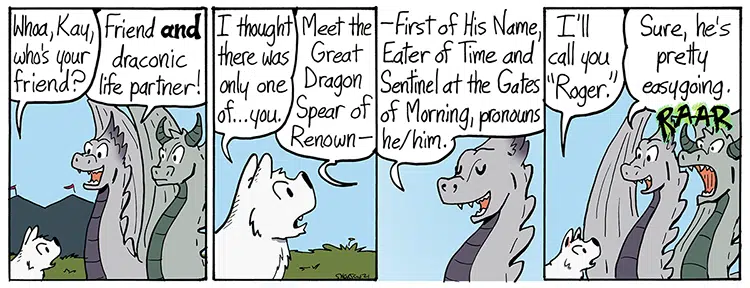 Whoa, Kay,
who's your
friend?
Friend and
draconic
life partner!
I thought
there was
only one
of...you.
Meet the
Great
Dragon
Spear of
Renown—
—First of His Name,
Eater of Time and
Sentinel at the Gates
of Morning, pronouns
he/him.
I'll
call you
"Roger."
Sure, he's
pretty
easygoing.
RAAR